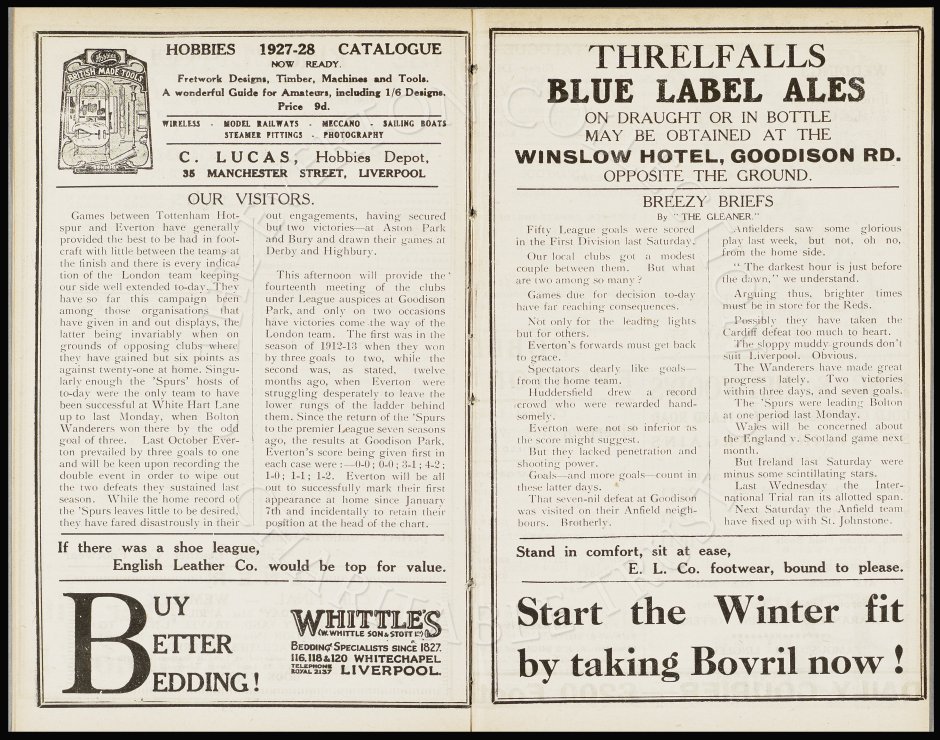 HOBBIES 1927-28 CATALOGUE
NOW READY.
Fretwork Designs, Timber, Machines and Tools.
A wonderful Guide for Amateurs, including 1/6 Designs.
Price 9d.
WIRELESS - MODEL RAILWAYS - MECCANO - SAILING BOATS
STEAMER FITTINGS - PHOTOGRAPHY
C. LUCAS, Hobbies Depot,
35 MANCHESTER STREET, LIVERPOOL
BRITISH MADE TOOLS
OUR VISITORS.
Games between Tottenham Hot-
spur and Everton have generally
provided the best to be had in foot-
craft with little between the teams at
the finish and there is every indica-
tion of the London team keeping
our side well extended to-day. They
have so far this campaign been
among those organisations that
have given in and out displays, the
latter being invariably when on
grounds of opposing clubs where
they have gained but six points as
against twenty-one at home. Singu-
larly enough the 'Spurs' hosts of
to-day were the only team to have
been successful at White Hart Lane
up to last Monday, when Bolton
Wanderers won there by the odd
goal of three. Last October Ever-
ton prevailed by three goals to one
and will be keen upon recording the
double event in order to wipe out
the two defeats they sustained last
season. While the home record of
the 'Spurs leaves little to be desired,
they have fared disastrously in their
out engagements, having secured
but two victories—at Aston Park
and Bury and drawn their games at
Derby and Highbury.
This afternoon will provide the
fourteenth meeting of the clubs
under League auspices at Goodison
Park, and only on two occasions
have victories come the way of the
London team. The first was in the
season of 1912-13 when they won
by three goals to two, while the
second was, as stated, twelve
months ago, when Everton were
struggling desperately to leave the
lower rungs of the ladder behind
them. Since the return of the 'Spurs
to the premier League seven seasons
ago, the results at Goodison Park,
Everton's score being given first in
each case were :—0-0; 0-0; 3-1; 4-2;
1-0; 1-1; 1-2. Everton will be all
out to successfully mark their first
appearance at home since January
7th and incidentally to retain their
position at the head of the chart.
If there was a shoe league,
English Leather Co. would be top for value.
BUY
BETTER
BEDDING!
WHITTLE'S
(W. WHITTLE SON & STOTT LTD)
BEDDING SPECIALISTS SINCE 1827.
116, 118 & 120 WHITECHAPEL
TELEPHONE ROYAL 2137 LIVERPOOL.
THRELFALLS
BLUE LABEL ALES
ON DRAUGHT OR IN BOTTLE
MAY BE OBTAINED AT THE
WINSLOW HOTEL, GOODISON RD.
OPPOSITE THE GROUND.
BREEZY BRIEFS
By "THE GLEANER."
Fifty League goals were scored
in the First Division last Saturday.
Our local clubs got a modest
couple between them. But what
are two among so many?
Games due for decision to-day
have far reaching consequences.
Not only for the leading lights
but for others.
Everton's forwards must get back
to grace.
Spectators dearly like goals—
from the home team.
Huddersfield drew a record
crowd who were rewarded hand-
somely.
Everton were not so inferior as
the score might suggest.
But they lacked penetration and
shooting power.
Goals—and more goals—count in
these latter days.
That seven-nil defeat at Goodison
was visited on their Anfield neigh-
bours. Brotherly.
Anfielders saw some glorious
play last week, but not, oh no,
from the home side.
"The darkest hour is just before
the dawn," we understand.
Arguing thus, brighter times
must be in store for the Reds.
Possibly they have taken the
Cardiff defeat too much to heart.
The sloppy muddy grounds don't
suit Liverpool. Obvious.
The Wanderers have made great
progress lately. Two victories
within three days, and seven goals.
The 'Spurs were leading Bolton
at one period last Monday.
Wales will be concerned about
the England v. Scotland game next
month.
But Ireland last Saturday were
minus some scintillating stars.
Last Wednesday the Inter-
national Trial ran its allotted span.
Next Saturday the Anfield team
have fixed up with St. Johnstone.
Stand in comfort, sit at ease,
E. L. Co. footwear, bound to please.
Start the Winter fit
by taking Bovril now!